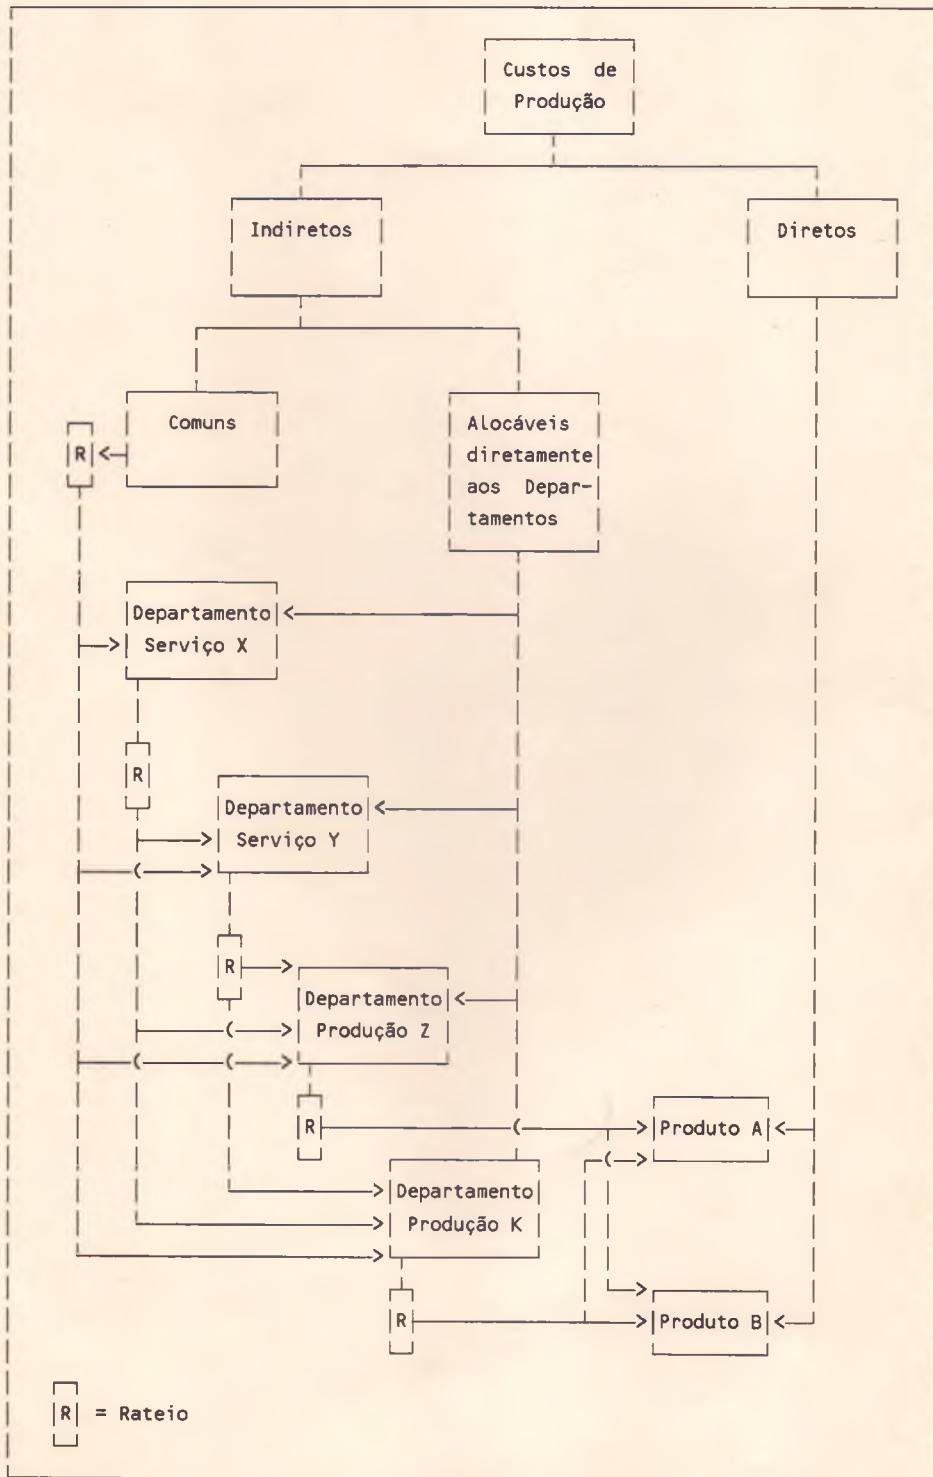 Custos de
Produção
Indiretos
Diretos
Comuns
R
Alocáveis
diretamente
aos Depar-
tamentos
Departamento
Serviço X
R
Departamento
Serviço Y
R
Departamento
Produção Z
R
Produto A
Departamento
Produção K
R
Produto B
R = Rateio